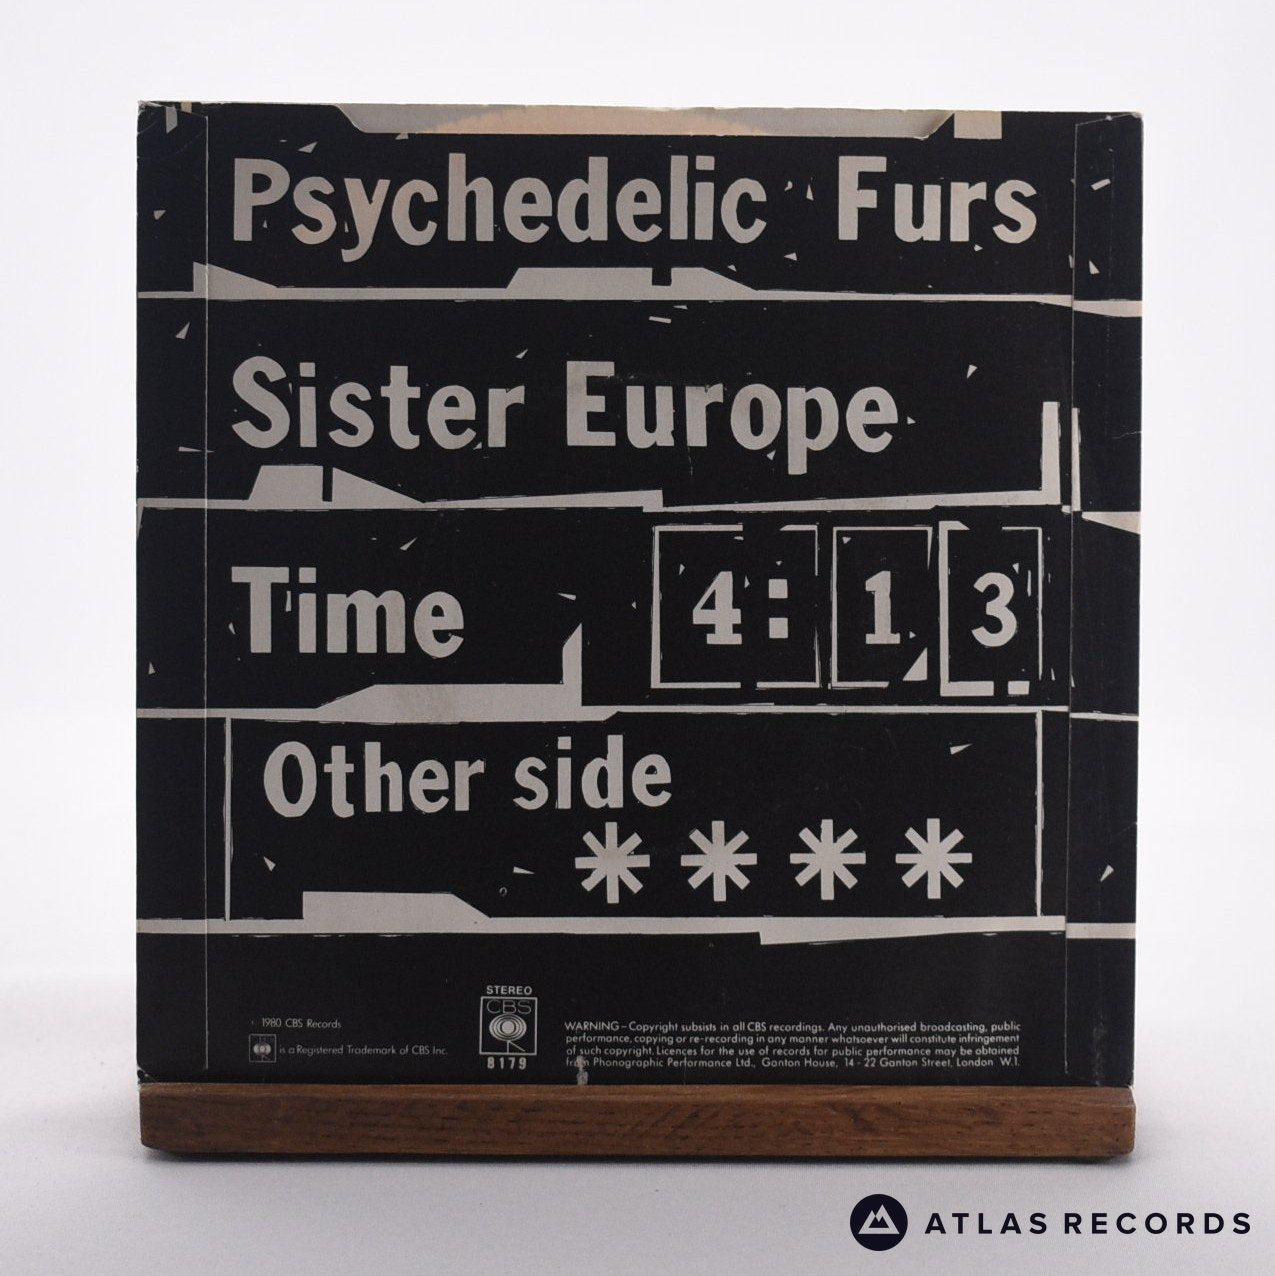 Psychedelic Furs
Sister Europe
Time 4:13
Other side
****
STEREO
CBS
8179
1980 CBS Records
is a Registered Trademark of CBS Inc.
WARNING – Copyright subsists in all CBS recordings. Any unauthorised broadcasting, public
performance, copying or re-recording in any manner whatsoever will constitute infringement
of such copyright. Licences for the use of records for public performance may be obtained
from Phonographic Performance Ltd., Ganton House, 14 - 22 Ganton Street, London W.1.
ATLAS RECORDS